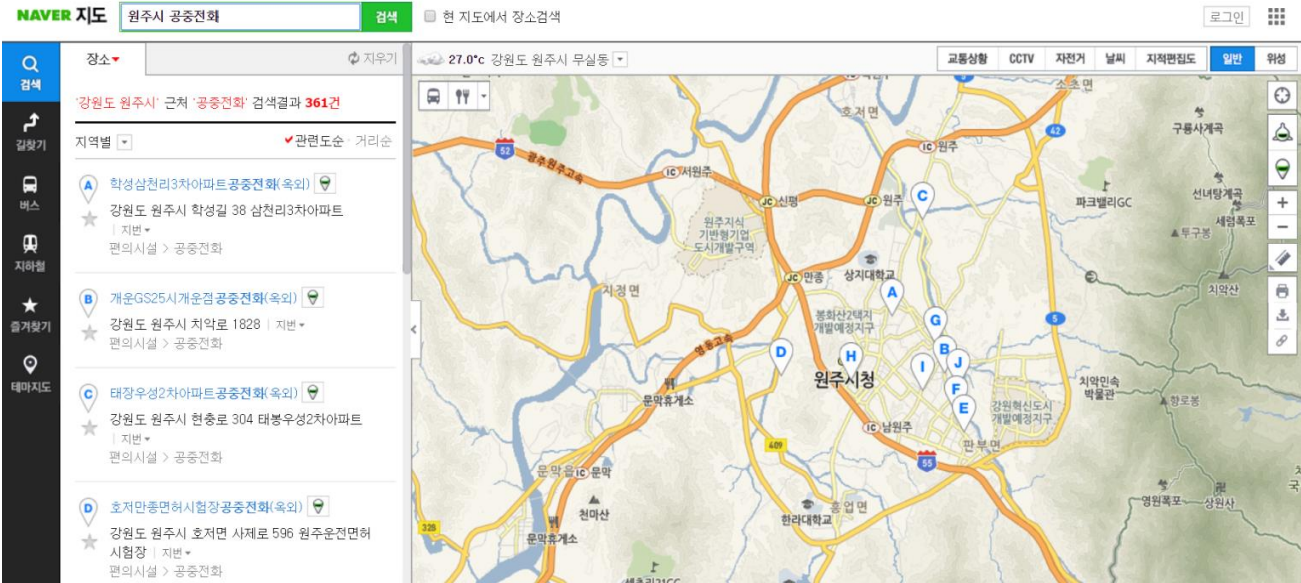 NAVER 지도
원주시 공중전화
검색
현 지도에서 장소검색
로그인
검색
길찾기
버스
지하철
즐겨찾기
테마지도
장소
지우기
'강원도 원주시' 근처 '공중전화' 검색결과 361건
지역별
관련도순 · 거리순
A
학성삼천리3차아파트공중전화(옥외)
강원도 원주시 학성길 38 삼천리3차아파트
| 지번
편의시설 > 공중전화
B
개운GS25시개운점공중전화(옥외)
강원도 원주시 치악로 1828 | 지번
편의시설 > 공중전화
C
태장우성2차아파트공중전화(옥외)
강원도 원주시 현충로 304 태봉우성2차아파트
| 지번
편의시설 > 공중전화
D
호저만종면허시험장공중전화(옥외)
강원도 원주시 호저면 사제로 596 원주운전면허
시험장 | 지번
편의시설 > 공중전화
27.0°c 강원도 원주시 무실동
교통상황
CCTV
자전거
날씨
지적편집도
일반
위성
소초면
호저면
구룡사계곡
42
IC 원주
52
광주원주고속
IC 서원주
선녀탕계곡
세렴폭포
파크밸리GC
투구봉
JC 신평
JC 원주
C
원주지식
기반형기업
도시개발구역
상지대학교
JC 만종
치악산
지정면
A
봉화산2택지
개발예정지구
G
5
영동고속
D
H
B
J
I
원주시청
F
E
치악민속
박물관
향로봉
문막휴게소
강원혁신도시
개발예정지구
IC 남원주
판부면
409
55
문막읍
IC 문막
천마산
영원폭포
상원사
흥업면
한라대학교
328
문막휴게소